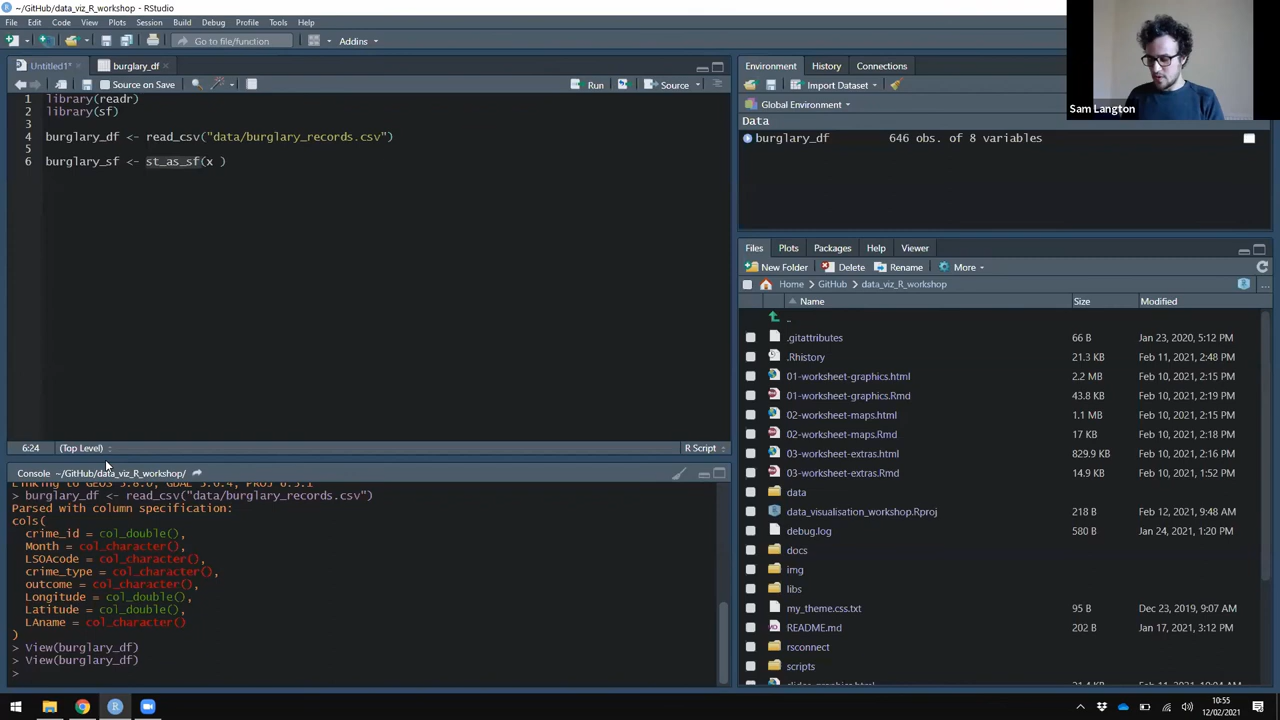 ~/GitHub/data_viz_R_workshop - RStudio
File Edit Code View Plots Session Build Debug Profile Tools Help
Go to file/function
Addins
Sam Langton
Untitled1*
burglary_df
Source on Save
Run
Source
1 library(readr)
2 library(sf)
3
4 burglary_df <- read_csv("data/burglary_records.csv")
5
6 burglary_sf <- st_as_sf(x )
6:24
(Top Level)
R Script
Console ~/GitHub/data_viz_R_workshop/
> burglary_df <- read_csv("data/burglary_records.csv")
Parsed with column specification:
cols(
crime_id = col_double(),
Month = col_character(),
LSOAcode = col_character(),
crime_type = col_character(),
outcome = col_character(),
Longitude = col_double(),
Latitude = col_double(),
LAname = col_character()
)
> View(burglary_df)
> View(burglary_df)
>
Environment History Connections
Import Dataset
Global Environment
Data
burglary_df 646 obs. of 8 variables
Files Plots Packages Help Viewer
New Folder Delete Rename More
Home GitHub data_viz_R_workshop
Name Size Modified
..
.gitattributes 66 B Jan 23, 2020, 5:12 PM
.Rhistory 21.3 KB Feb 11, 2021, 2:48 PM
01-worksheet-graphics.html 2.2 MB Feb 10, 2021, 2:15 PM
01-worksheet-graphics.Rmd 43.8 KB Feb 10, 2021, 2:19 PM
02-worksheet-maps.html 1.1 MB Feb 10, 2021, 2:15 PM
02-worksheet-maps.Rmd 17 KB Feb 10, 2021, 2:18 PM
03-worksheet-extras.html 829.9 KB Feb 10, 2021, 2:16 PM
03-worksheet-extras.Rmd 14.9 KB Feb 10, 2021, 1:52 PM
data
data_visualisation_workshop.Rproj 218 B Feb 12, 2021, 9:48 AM
debug.log 580 B Jan 24, 2021, 1:20 PM
docs
img
libs
my_theme.css.txt 95 B Dec 23, 2019, 9:07 AM
README.md 202 B Jan 17, 2021, 3:12 PM
rsconnect
scripts
10:55
12/02/2021